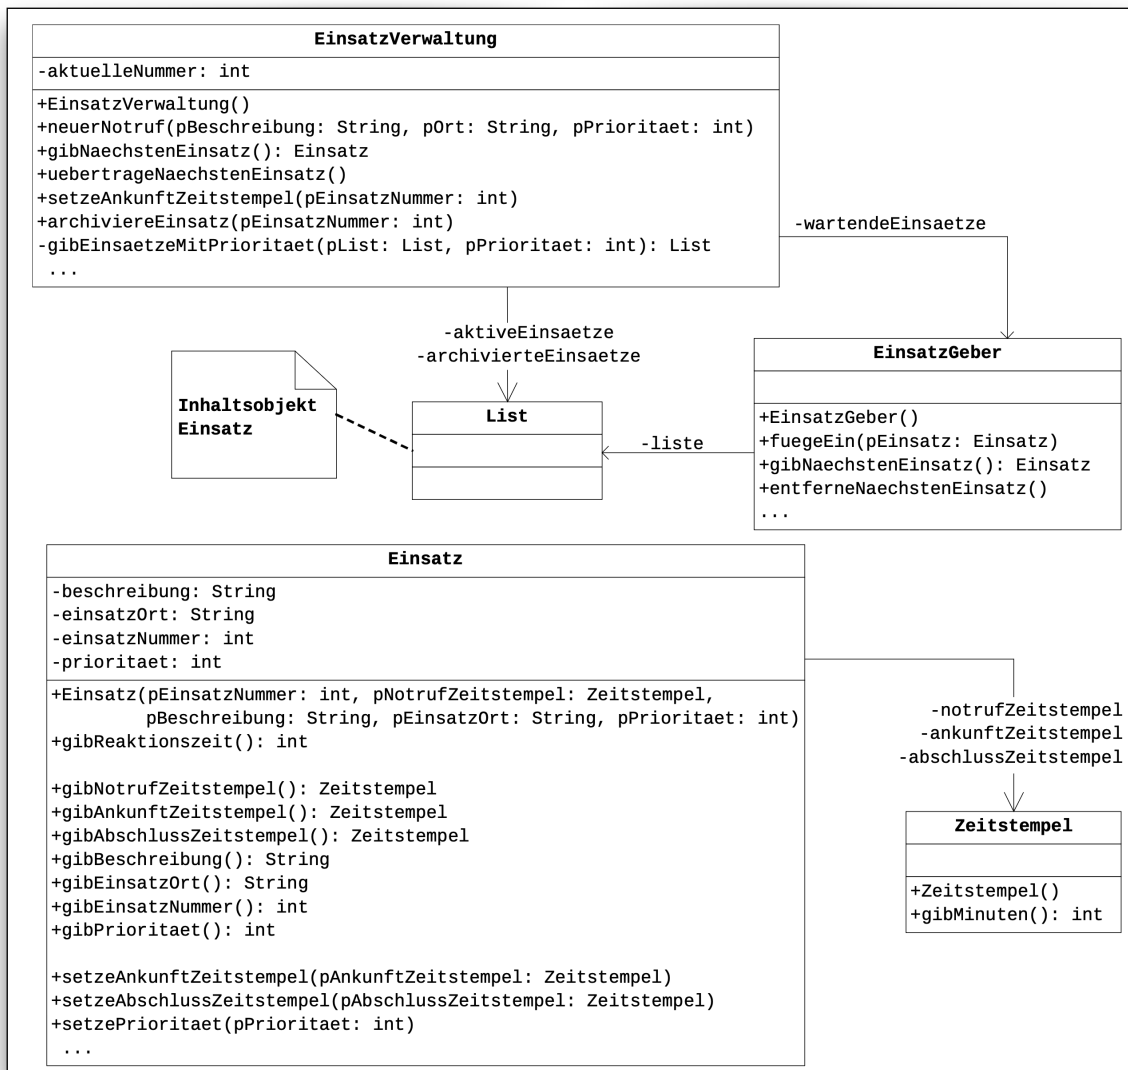 EinsatzVerwaltung
-aktuelleNummer: int
+EinsatzVerwaltung()
+neuerNotruf(pBeschreibung: String, pOrt: String, pPrioritaet: int)
+gibNaechstenEinsatz(): Einsatz
+uebertrageNaechstenEinsatz()
+setzeAnkunftZeitstempel(pEinsatzNummer: int)
+archiviereEinsatz(pEinsatzNummer: int)
-gibEinsaetzeMitPrioritaet(pList: List, pPrioritaet: int): List
...
-wartendeEinsaetze
-aktiveEinsaetze
-archivierteEinsaetze
Inhaltsobjekt
Einsatz
List
-liste
EinsatzGeber
+EinsatzGeber()
+fuegeEin(pEinsatz: Einsatz)
+gibNaechstenEinsatz(): Einsatz
+entferneNaechstenEinsatz()
...
Einsatz
-beschreibung: String
-einsatzOrt: String
-einsatzNummer: int
-prioritaet: int
+Einsatz(pEinsatzNummer: int, pNotrufZeitstempel: Zeitstempel,
pBeschreibung: String, pEinsatzOrt: String, pPrioritaet: int)
+gibReaktionszeit(): int
+gibNotrufZeitstempel(): Zeitstempel
+gibAnkunftZeitstempel(): Zeitstempel
+gibAbschlussZeitstempel(): Zeitstempel
+gibBeschreibung(): String
+gibEinsatzOrt(): String
+gibEinsatzNummer(): int
+gibPrioritaet(): int
+setzeAnkunftZeitstempel(pAnkunftZeitstempel: Zeitstempel)
+setzeAbschlussZeitstempel(pAbschlussZeitstempel: Zeitstempel)
+setzePrioritaet(pPrioritaet: int)
...
-notrufZeitstempel
-ankunftZeitstempel
-abschlussZeitstempel
Zeitstempel
+Zeitstempel()
+gibMinuten(): int